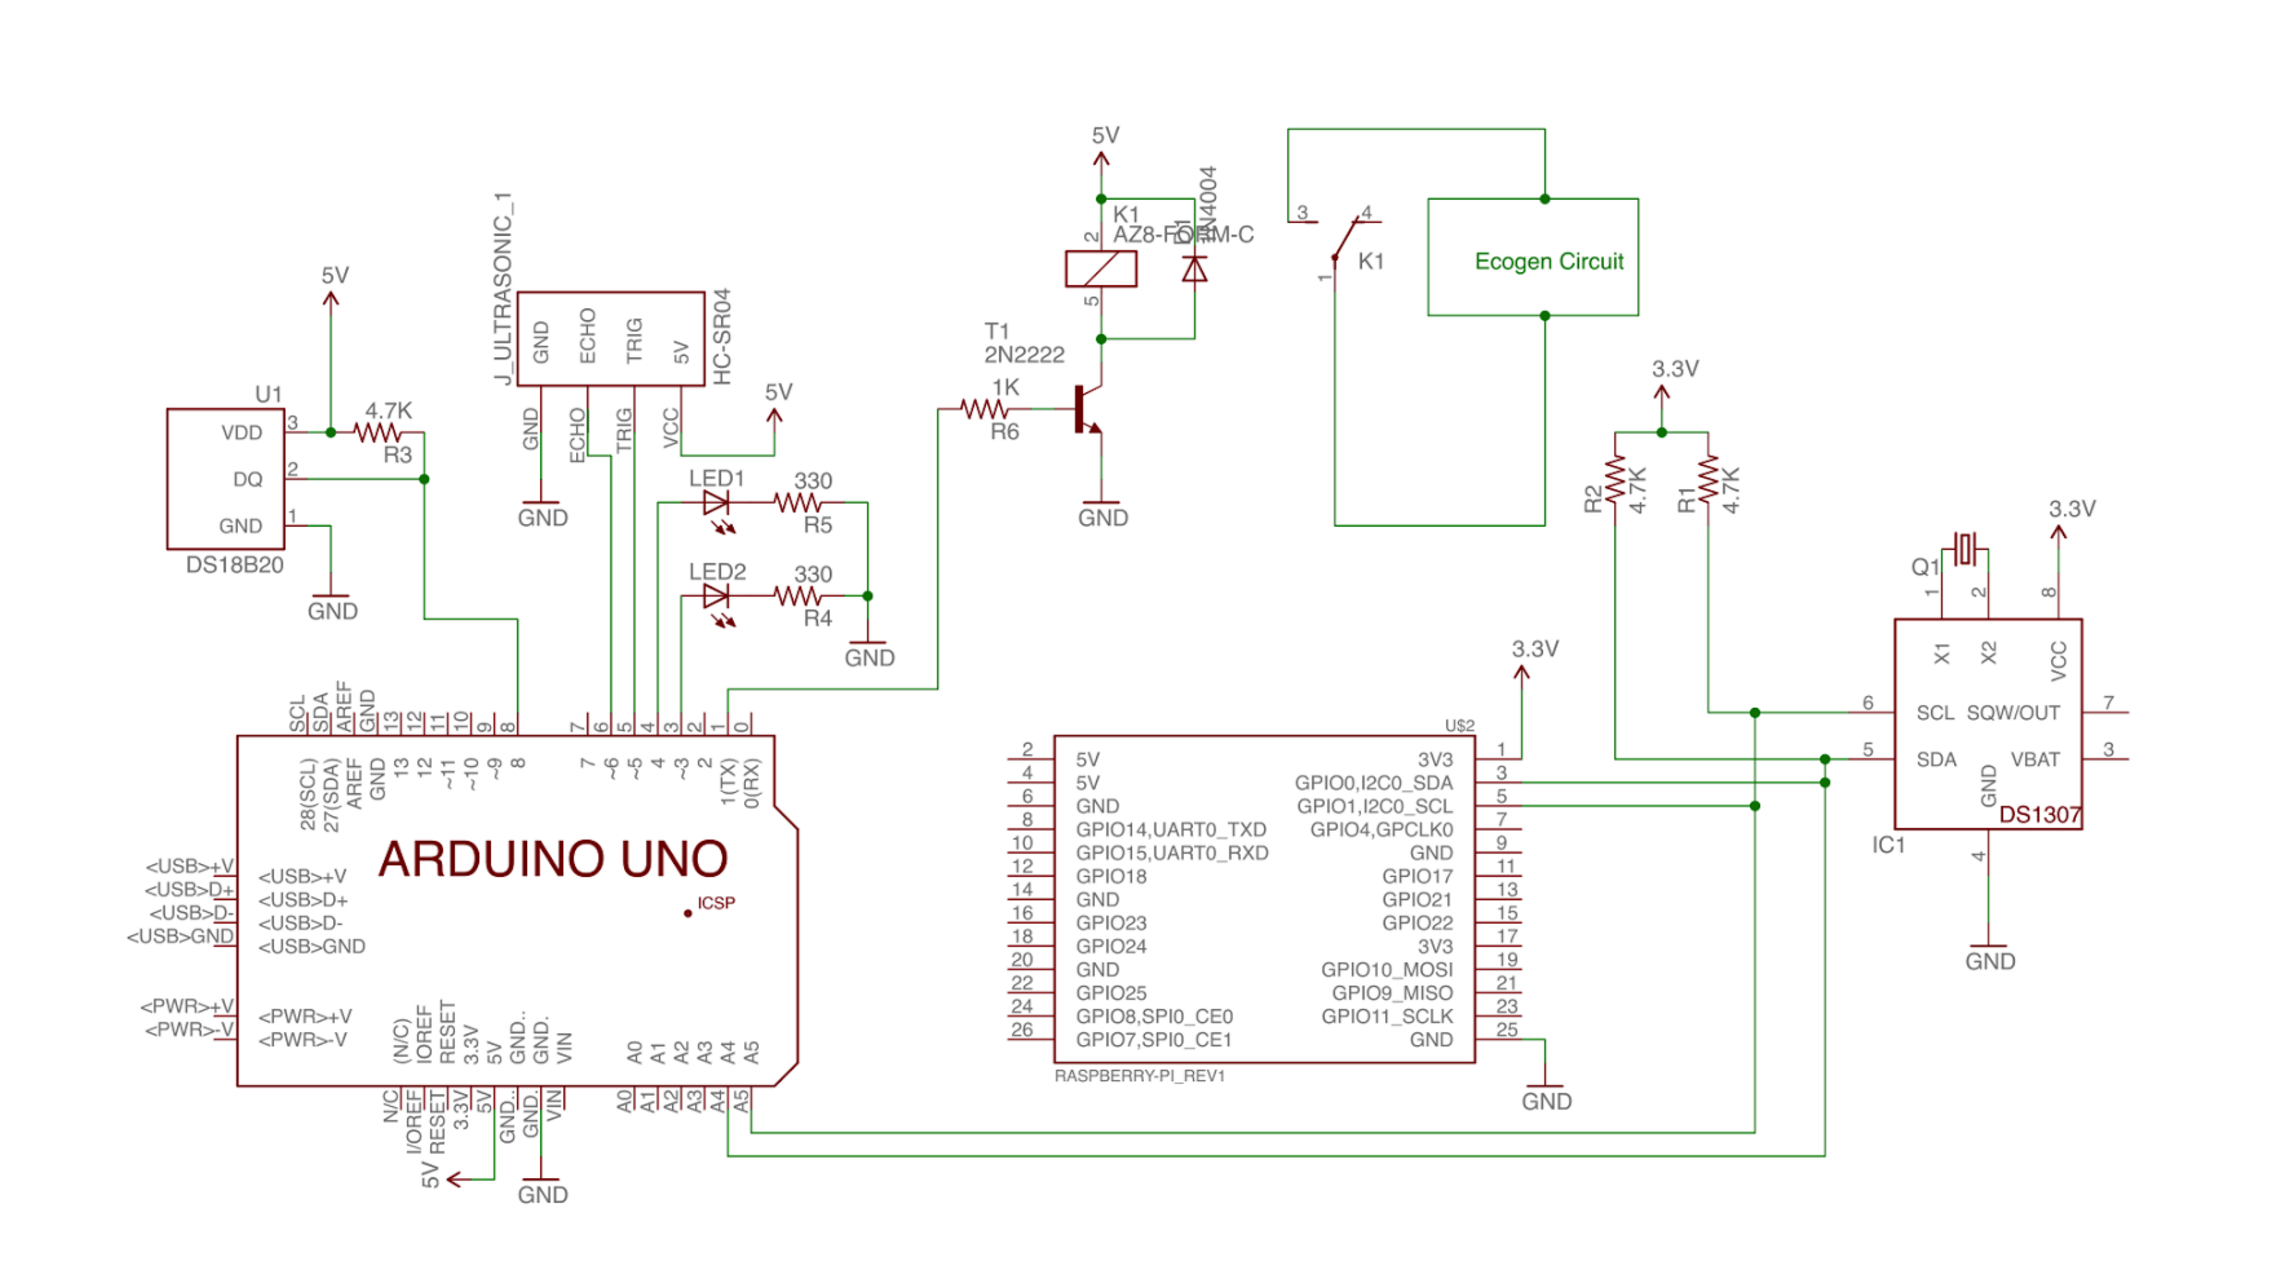 5V
K1
AZ8-FORM-C
1N4004
2
5
3
4
K1
1
Ecogen Circuit
5V
J_ULTRASONIC_1
HC-SR04
GND
ECHO
TRIG
5V
GND
ECHO
TRIG
VCC
5V
GND
U1
VDD
DQ
GND
3
2
1
DS18B20
4.7K
R3
GND
LED1
330
R5
LED2
330
R4
GND
T1
2N2222
1K
R6
GND
3.3V
R2
4.7K
R1
4.7K
3.3V
Q1
1
2
8
X1
X2
VCC
6
SCL
SQW/OUT
7
5
SDA
VBAT
3
GND
DS1307
IC1
4
GND
SCL
SDA
AREF
GND
13
12
11
10
9
8
7
6
5
4
3
2
1
0
28(SCL)
27(SDA)
AREF
GND
13
12
~11
~10
~9
8
7
~6
~5
4
~3
2
1(TX)
0(RX)
ARDUINO UNO
ICSP
<USB>+V
<USB>D+
<USB>D-
<USB>GND
<USB>+V
<USB>D+
<USB>D-
<USB>GND
<PWR>+V
<PWR>-V
<PWR>+V
<PWR>-V
(N/C)
IOREF
RESET
3.3V
5V
GND..
GND.
VIN
A0
A1
A2
A3
A4
A5
N/C
I/OREF
RESET
3.3V
5V
GND..
GND.
VIN
A0
A1
A2
A3
A4
A5
5V
GND
3.3V
U$2
2 5V 3V3 1
4 5V GPIO0,I2C0_SDA 3
6 GND GPIO1,I2C0_SCL 5
8 GPIO14,UART0_TXD GPIO4,GPCLK0 7
10 GPIO15,UART0_RXD GND 9
12 GPIO18 GPIO17 11
14 GND GPIO21 13
16 GPIO23 GPIO22 15
18 GPIO24 3V3 17
20 GND GPIO10_MOSI 19
22 GPIO25 GPIO9_MISO 21
24 GPIO8,SPI0_CE0 GPIO11_SCLK 23
26 GPIO7,SPI0_CE1 GND 25
RASPBERRY-PI_REV1
GND